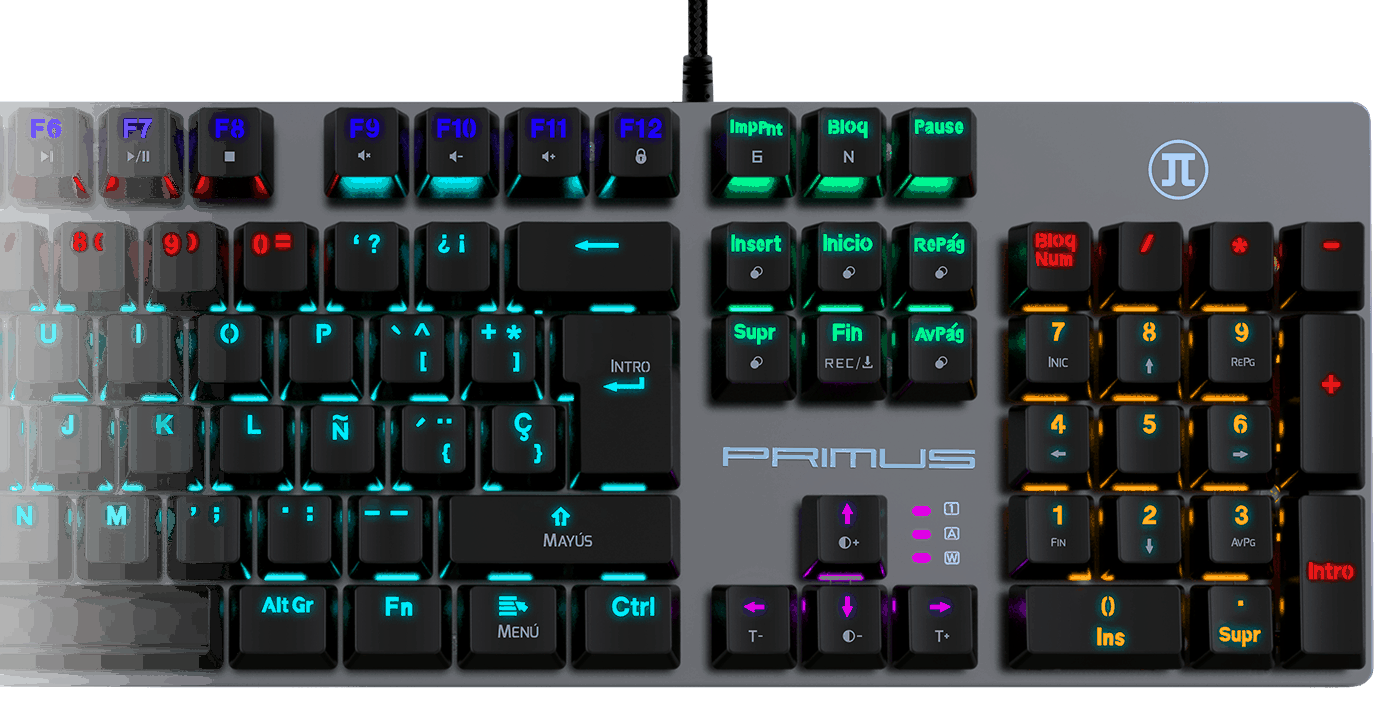 F6 F7 F8 F9 F10 F11 F12 ImpPnt Bloq Pause
6 N
8 ( 9 ) 0 = ‘ ? ¿ ¡ Insert Inicio RePág Bloq Num / * -
U I O P ` ^ [ + * ] Intro Supr Fin AvPág 7 8 9 +
REC/ Inic RePg
J K L Ñ ´ ¨ { Ç } 4 5 6
PRIMUS
N M ’ ; · : — — Mayús 1 A W 1 2 3 Intro
Fin AvPg
Alt Gr Fn Menú Ctrl T- - T+ 0 Ins . Supr